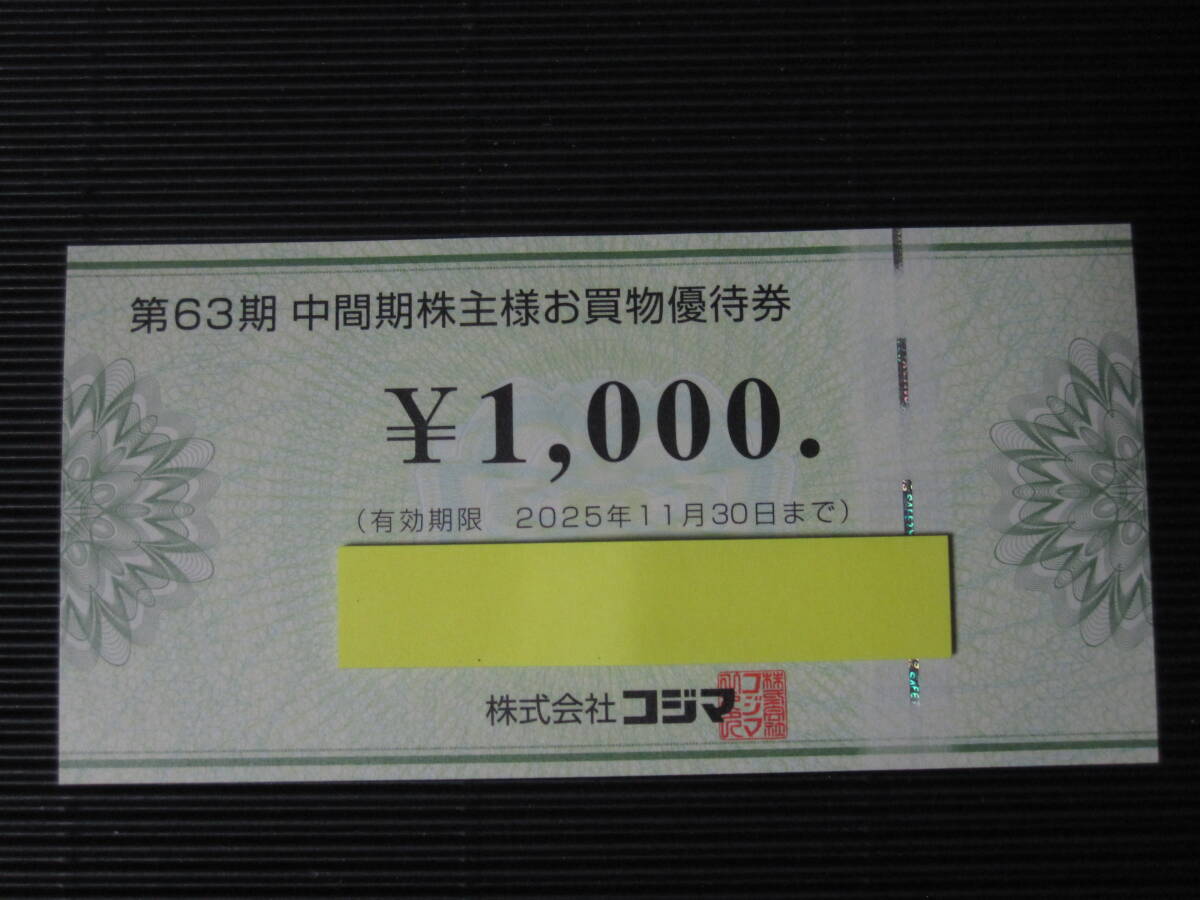 第63期 中間期株主様お買物優待券
¥1,000.
（有効期限　2025年11月30日まで）
株式会社 コジマ